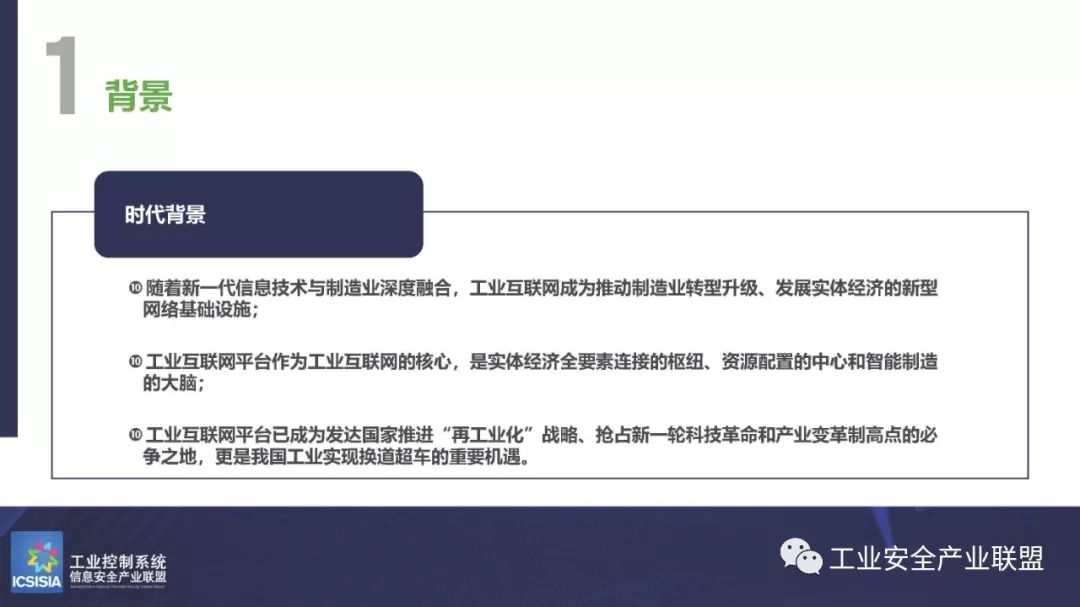 1
背景
时代背景
⓾ 随着新一代信息技术与制造业深度融合，工业互联网成为推动制造业转型升级、发展实体经济的新型
网络基础设施；
⓾ 工业互联网平台作为工业互联网的核心，是实体经济全要素连接的枢纽、资源配置的中心和智能制造
的大脑；
⓾ 工业互联网平台已成为发达国家推进“再工业化”战略、抢占新一轮科技革命和产业变革制高点的必
争之地，更是我国工业实现换道超车的重要机遇。
ICSISIA
工业控制系统
信息安全产业联盟
工业安全产业联盟